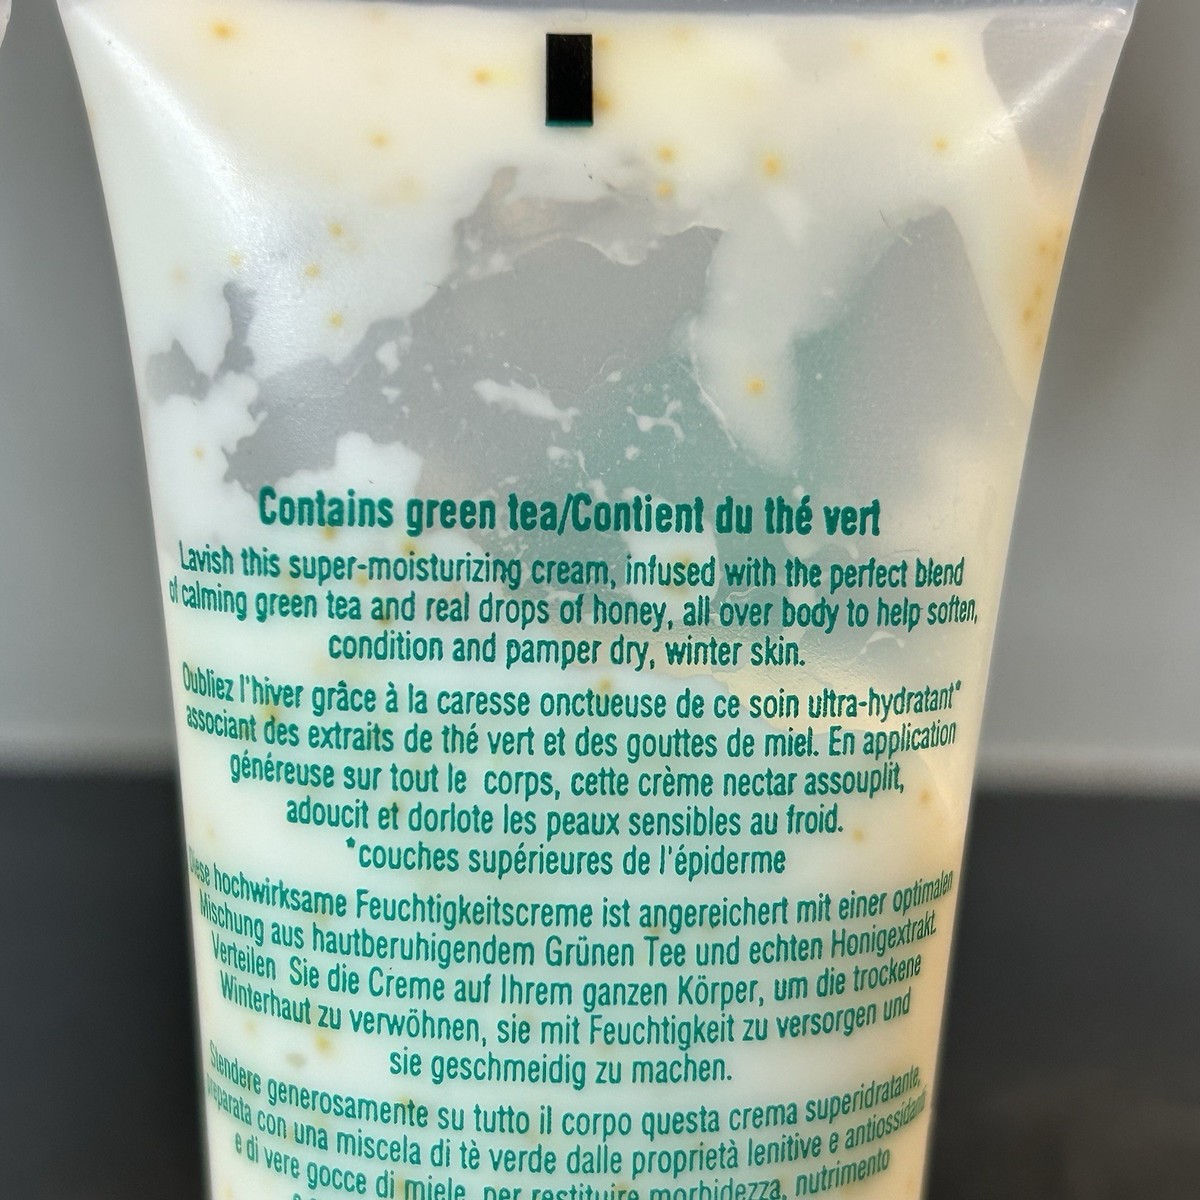 Contains green tea/Contient du thé vert
Lavish this super-moisturizing cream, infused with the perfect blend
of calming green tea and real drops of honey, all over body to help soften,
condition and pamper dry, winter skin.
Oubliez l'hiver grâce à la caresse onctueuse de ce soin ultra-hydratant*
associant des extraits de thé vert et des gouttes de miel. En application
généreuse sur tout le corps, cette crème nectar assouplit,
adoucit et dorlote les peaux sensibles au froid.
*couches supérieures de l'épiderme
Diese hochwirksame Feuchtigkeitscreme ist angereichert mit einer optimalen
Mischung aus hautberuhigendem Grünen Tee und echten Honigextrakt.
Verteilen Sie die Creme auf Ihrem ganzen Körper, um die trockene
Winterhaut zu verwöhnen, sie mit Feuchtigkeit zu versorgen und
sie geschmeidig zu machen.
Stendere generosamente su tutto il corpo questa crema superidratante,
preparata con una miscela di tè verde dalle proprietà lenitive e antiossidanti
e di vere gocce di miele, per restituire morbidezza, nutrimento